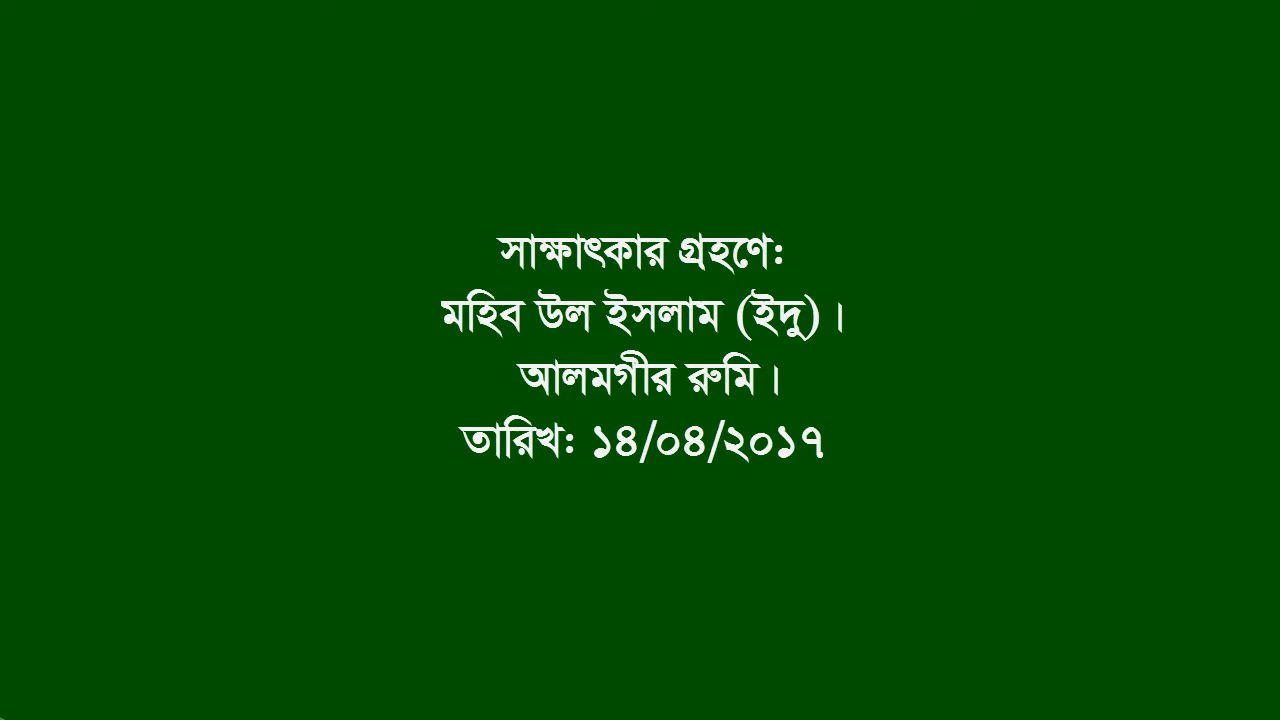 সাক্ষাৎকার গ্রহণে:
মহিব উল ইসলাম (ইদু)।
আলমগীর রুমি।
তারিখ: ১৪/০৪/২০১৭